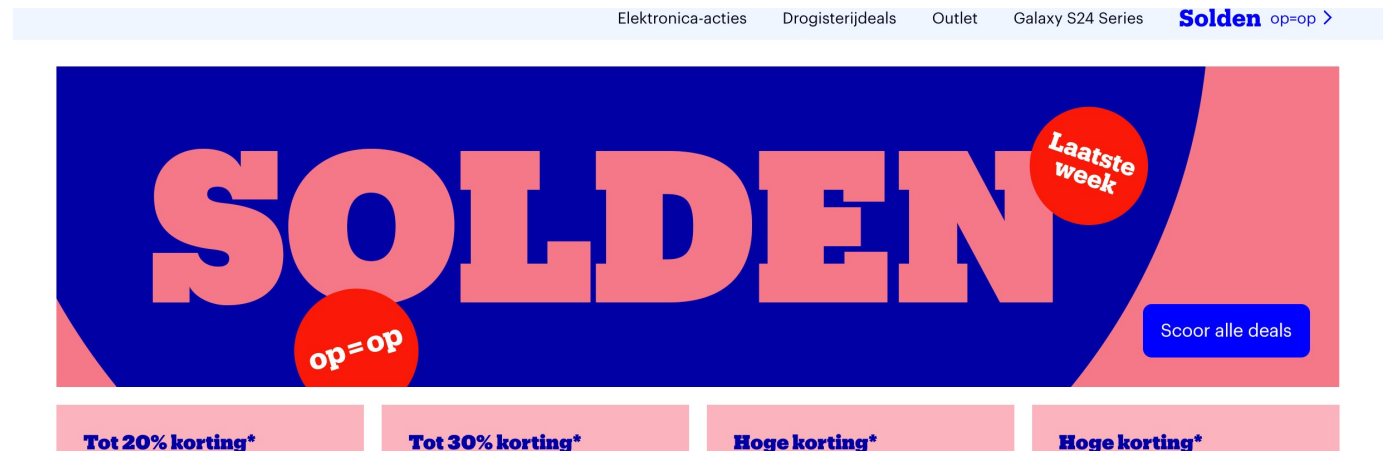 Elektronica-acties Drogisterijdeals Outlet Galaxy S24 Series Solden op=op
SOLDEN
Laatste
week
op=op
Scoor alle deals
Tot 20% korting* Tot 30% korting* Hoge korting* Hoge korting*